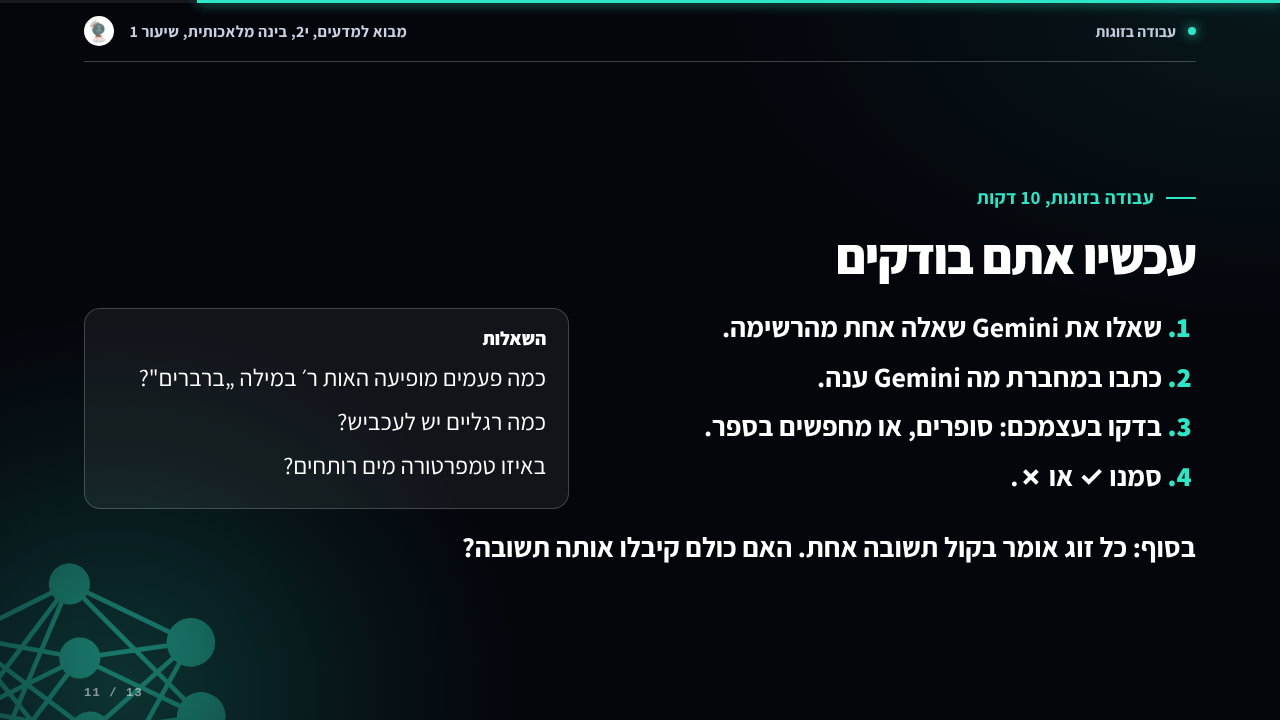 עבודה בזוגות
מבוא למדעים, י2, בינה מלאכותית, שיעור 1
עבודה בזוגות, 10 דקות
עכשיו אתם בודקים
1. שאלו את Gemini שאלה אחת מהרשימה.
2. כתבו במחברת מה Gemini ענה.
3. בדקו בעצמכם: סופרים, או מחפשים בספר.
4. סמנו ✓ או ✗.
השאלות
כמה פעמים מופיעה האות ר׳ במילה „ברברים"?
כמה רגליים יש לעכביש?
באיזו טמפרטורה מים רותחים?
בסוף: כל זוג אומר בקול תשובה אחת. האם כולם קיבלו אותה תשובה?
11 / 13